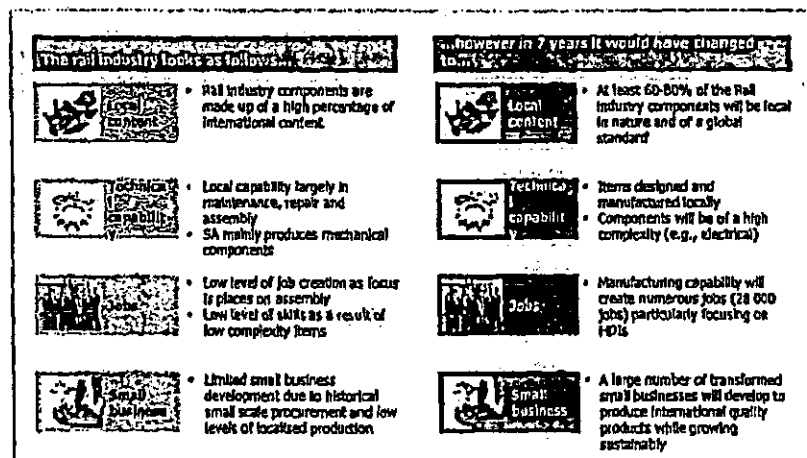 The rail industry looks as follows...
Local
content
• Rail industry components are
made up of a high percentage of
international content
Technica
l
capabilit
y
• Local capability largely in
maintenance, repair and
assembly
• SA mainly produces mechanical
components
Jobs
• Low level of job creation as focus
is places on assembly
• Low level of skills as a result of
low complexity items
Small
business
• Limited small business
development due to historical
small scale procurement and low
levels of localised production
...however in 7 years it would have changed
to...
Local
content
• At least 60-80% of the Rail
Industry components will be local
in nature and of a global
standard
Technica
l
capabilit
y
• Items designed and
manufactured locally
• Components will be of a high
complexity (e.g., electrical)
Jobs
• Manufacturing capability will
create numerous jobs (28 000
jobs) particularly focusing on
HDIs
Small
business
• A large number of transformed
small businesses will develop to
produce international quality
products while growing
sustainably